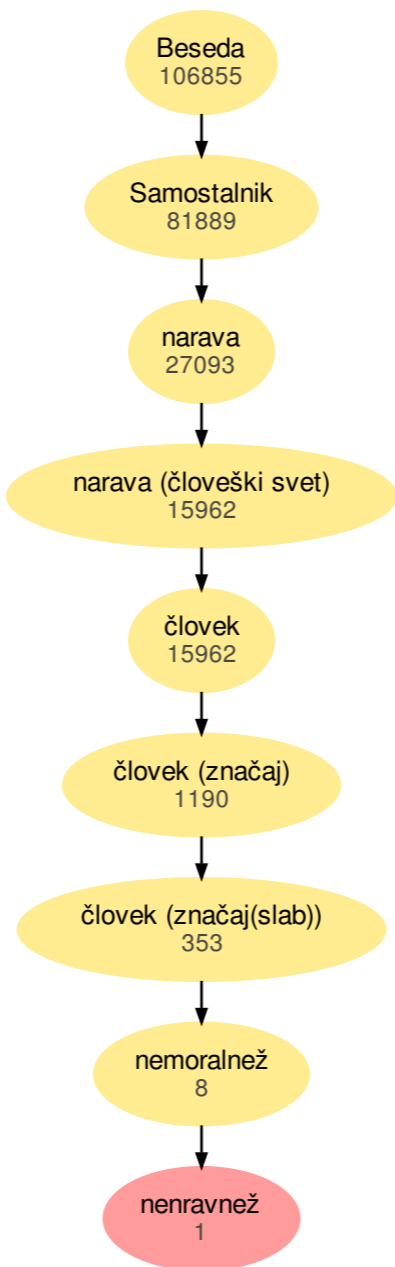 Beseda
106855
Samostalnik
81889
narava
27093
narava (človeški svet)
15962
človek
15962
človek (značaj)
1190
človek (značaj(slab))
353
nemoralnež
8
nenravnež
1